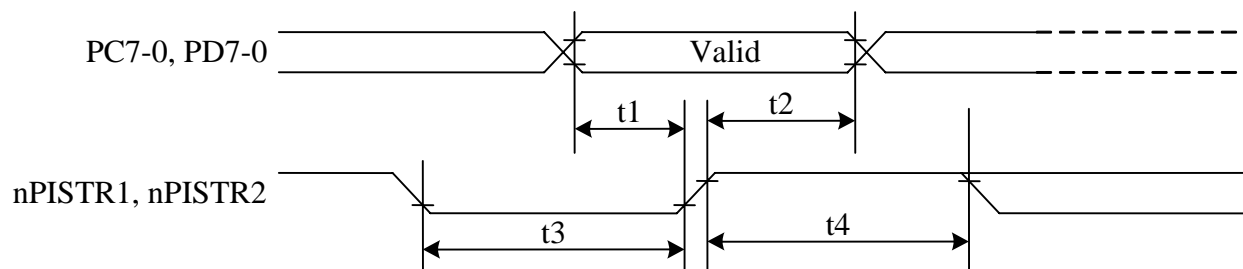 PC7-0, PD7-0
Valid
t1
t2
nPISTR1, nPISTR2
t3
t4